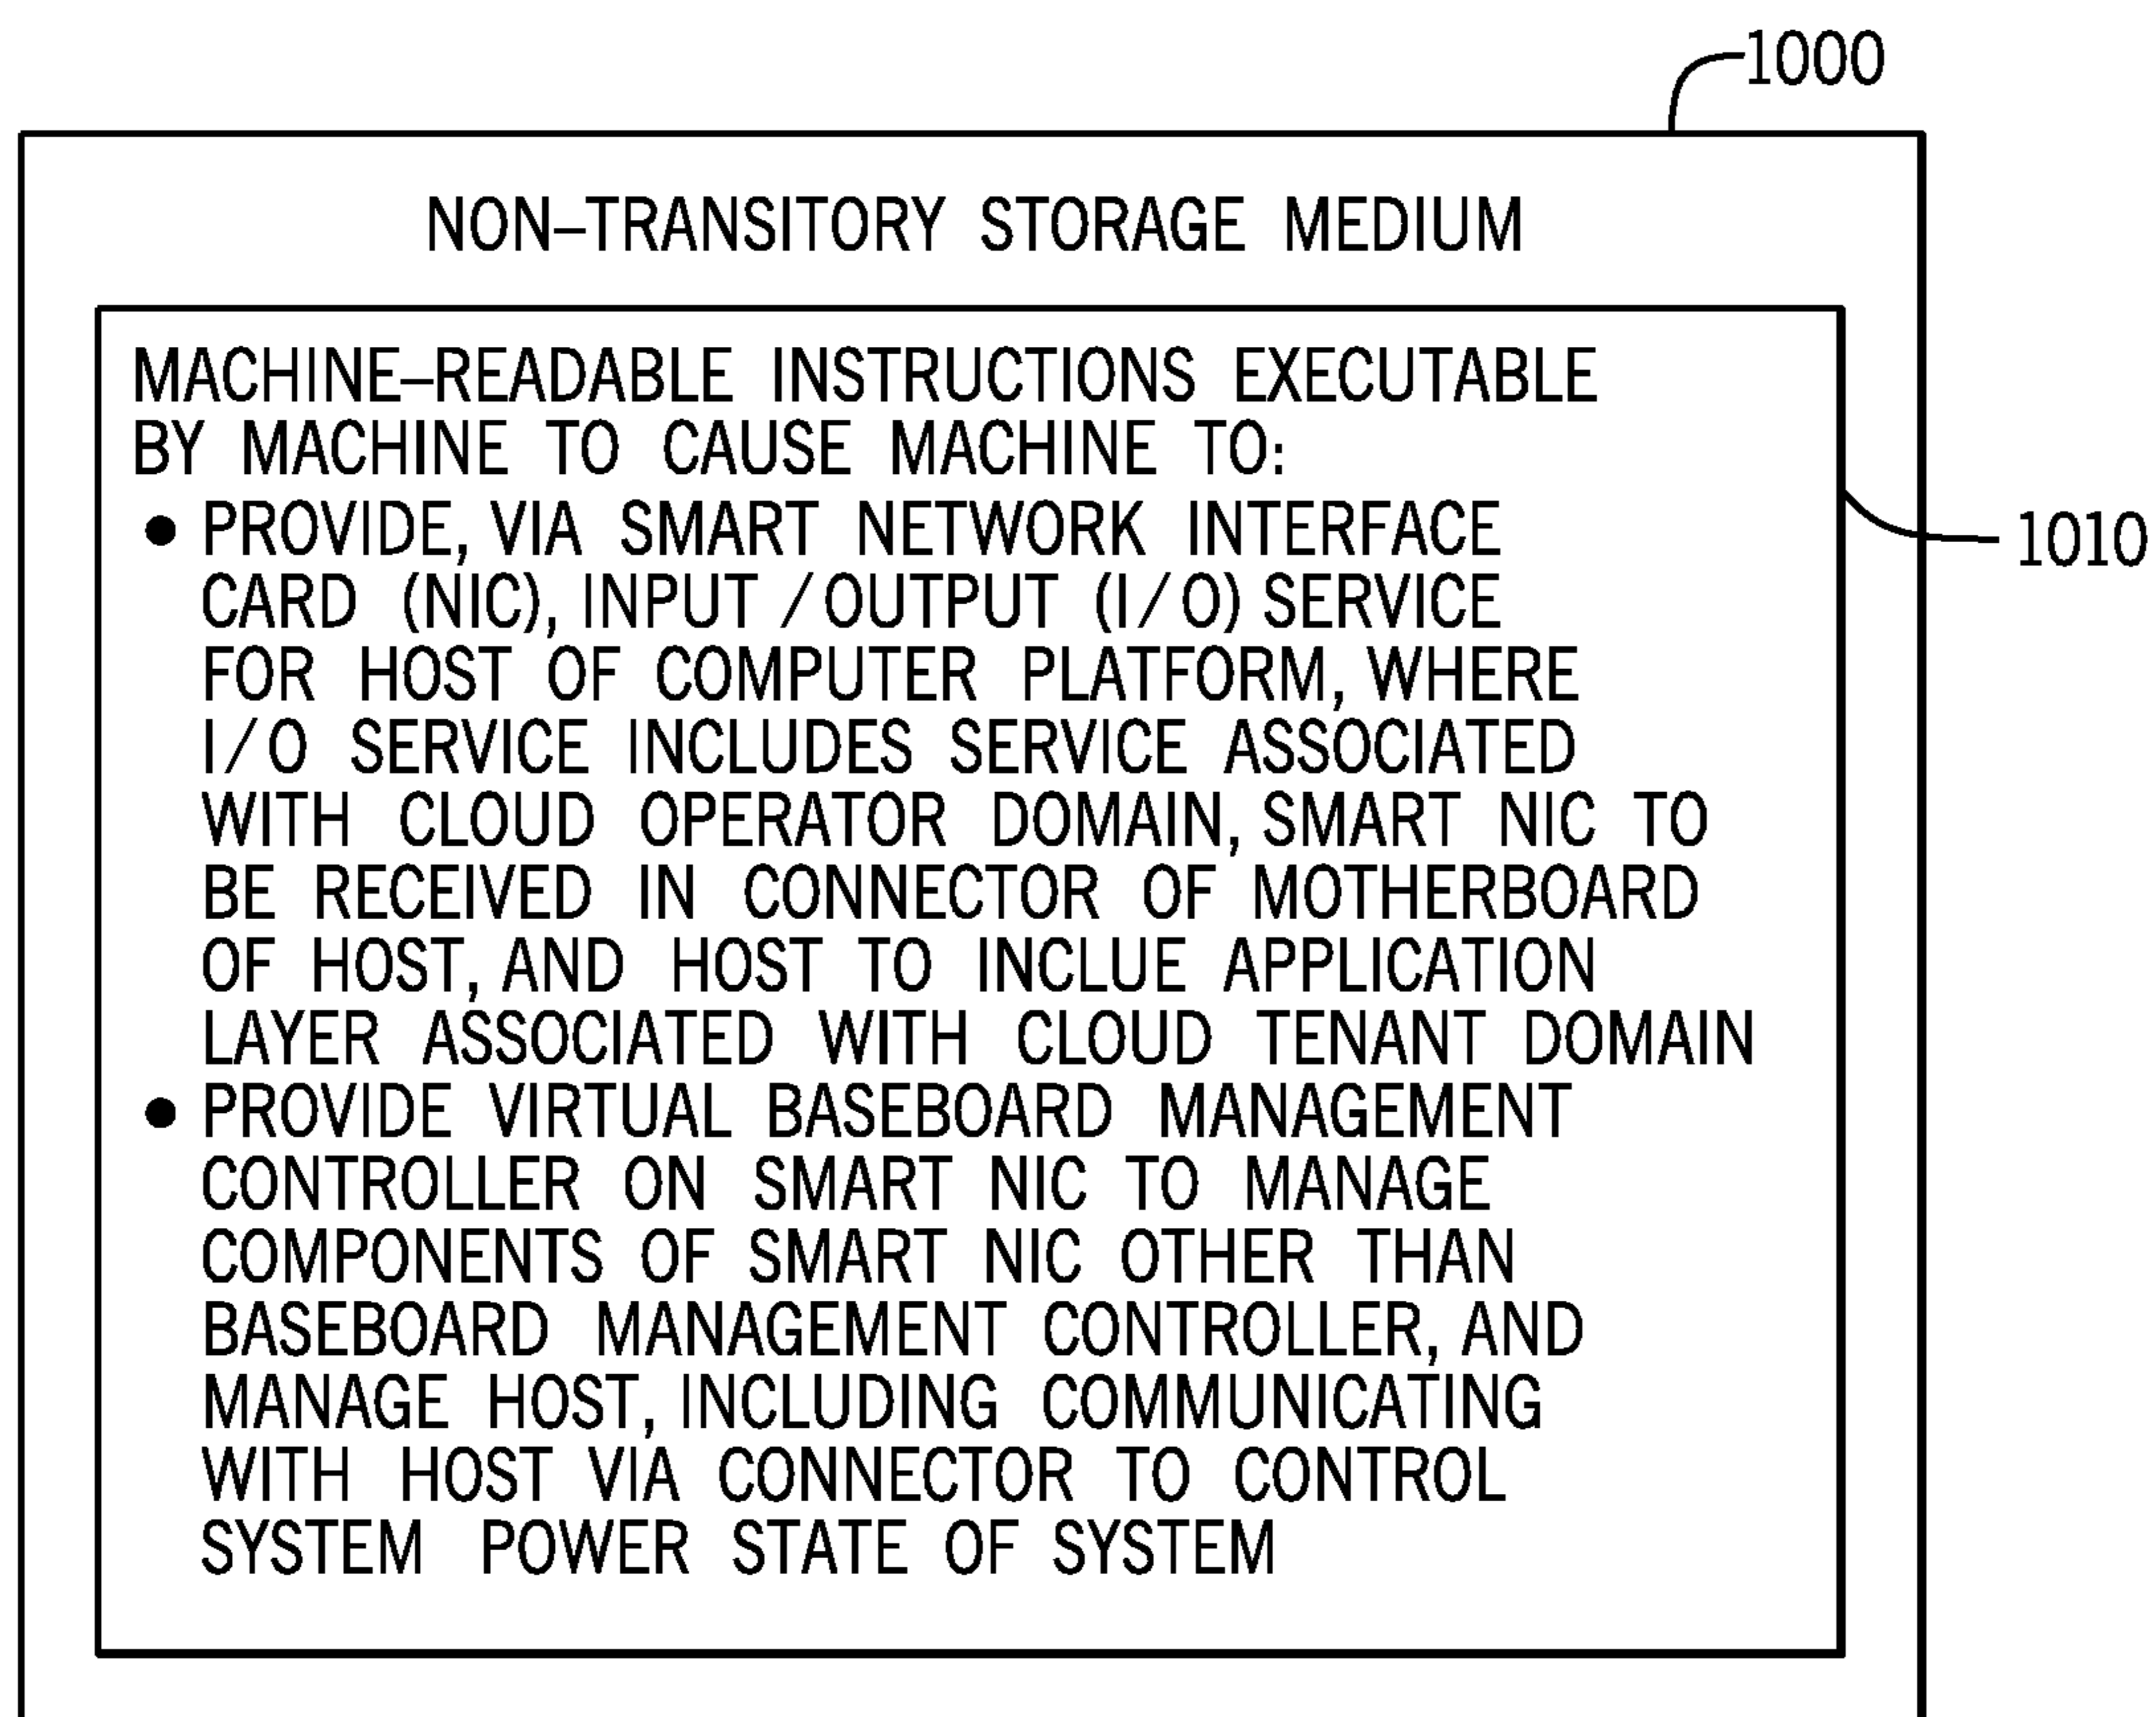 1000
NON–TRANSITORY STORAGE MEDIUM
MACHINE–READABLE INSTRUCTIONS EXECUTABLE
BY MACHINE TO CAUSE MACHINE TO:
● PROVIDE, VIA SMART NETWORK INTERFACE
CARD (NIC), INPUT /OUTPUT (I/O) SERVICE
FOR HOST OF COMPUTER PLATFORM, WHERE
I/O SERVICE INCLUDES SERVICE ASSOCIATED
WITH CLOUD OPERATOR DOMAIN, SMART NIC TO
BE RECEIVED IN CONNECTOR OF MOTHERBOARD
OF HOST, AND HOST TO INCLUE APPLICATION
LAYER ASSOCIATED WITH CLOUD TENANT DOMAIN
● PROVIDE VIRTUAL BASEBOARD MANAGEMENT
CONTROLLER ON SMART NIC TO MANAGE
COMPONENTS OF SMART NIC OTHER THAN
BASEBOARD MANAGEMENT CONTROLLER, AND
MANAGE HOST, INCLUDING COMMUNICATING
WITH HOST VIA CONNECTOR TO CONTROL
SYSTEM POWER STATE OF SYSTEM
1010